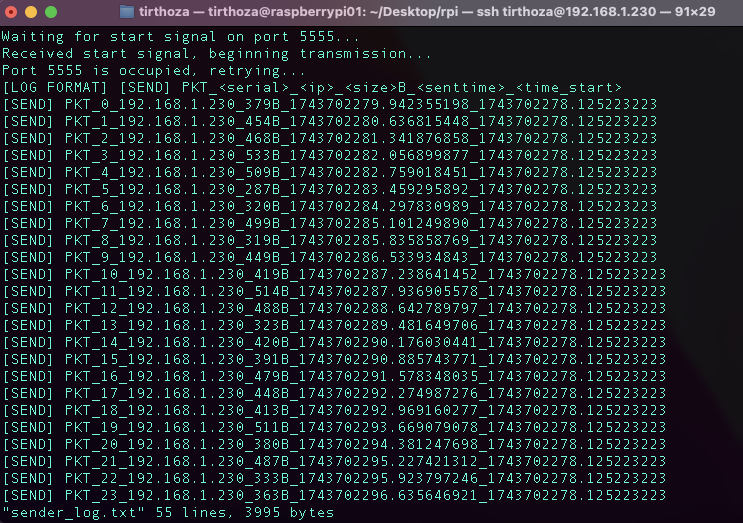 tirthoza — tirthoza@raspberrypi01: ~/Desktop/rpi — ssh tirthoza@192.168.1.230 — 91×29
Waiting for start signal on port 5555...
Received start signal, beginning transmission...
Port 5555 is occupied, retrying...
[LOG FORMAT] [SEND] PKT_<serial>_<ip>_<size>B_<senttime>_<time_start>
[SEND] PKT_0_192.168.1.230_379B_1743702279.942355198_1743702278.125223223
[SEND] PKT_1_192.168.1.230_454B_1743702280.636815448_1743702278.125223223
[SEND] PKT_2_192.168.1.230_468B_1743702281.341876858_1743702278.125223223
[SEND] PKT_3_192.168.1.230_533B_1743702282.056899877_1743702278.125223223
[SEND] PKT_4_192.168.1.230_509B_1743702282.759018451_1743702278.125223223
[SEND] PKT_5_192.168.1.230_287B_1743702283.459295892_1743702278.125223223
[SEND] PKT_6_192.168.1.230_320B_1743702284.297830989_1743702278.125223223
[SEND] PKT_7_192.168.1.230_499B_1743702285.101249890_1743702278.125223223
[SEND] PKT_8_192.168.1.230_319B_1743702285.835858769_1743702278.125223223
[SEND] PKT_9_192.168.1.230_449B_1743702286.533934843_1743702278.125223223
[SEND] PKT_10_192.168.1.230_419B_1743702287.238641452_1743702278.125223223
[SEND] PKT_11_192.168.1.230_514B_1743702287.936905578_1743702278.125223223
[SEND] PKT_12_192.168.1.230_488B_1743702288.642789797_1743702278.125223223
[SEND] PKT_13_192.168.1.230_323B_1743702289.481649706_1743702278.125223223
[SEND] PKT_14_192.168.1.230_420B_1743702290.176030441_1743702278.125223223
[SEND] PKT_15_192.168.1.230_391B_1743702290.885743771_1743702278.125223223
[SEND] PKT_16_192.168.1.230_479B_1743702291.578348035_1743702278.125223223
[SEND] PKT_17_192.168.1.230_448B_1743702292.274987276_1743702278.125223223
[SEND] PKT_18_192.168.1.230_413B_1743702292.969160277_1743702278.125223223
[SEND] PKT_19_192.168.1.230_511B_1743702293.669079078_1743702278.125223223
[SEND] PKT_20_192.168.1.230_380B_1743702294.381247698_1743702278.125223223
[SEND] PKT_21_192.168.1.230_487B_1743702295.227421312_1743702278.125223223
[SEND] PKT_22_192.168.1.230_333B_1743702295.923797246_1743702278.125223223
[SEND] PKT_23_192.168.1.230_363B_1743702296.635646921_1743702278.125223223
"sender_log.txt" 55 lines, 3995 bytes